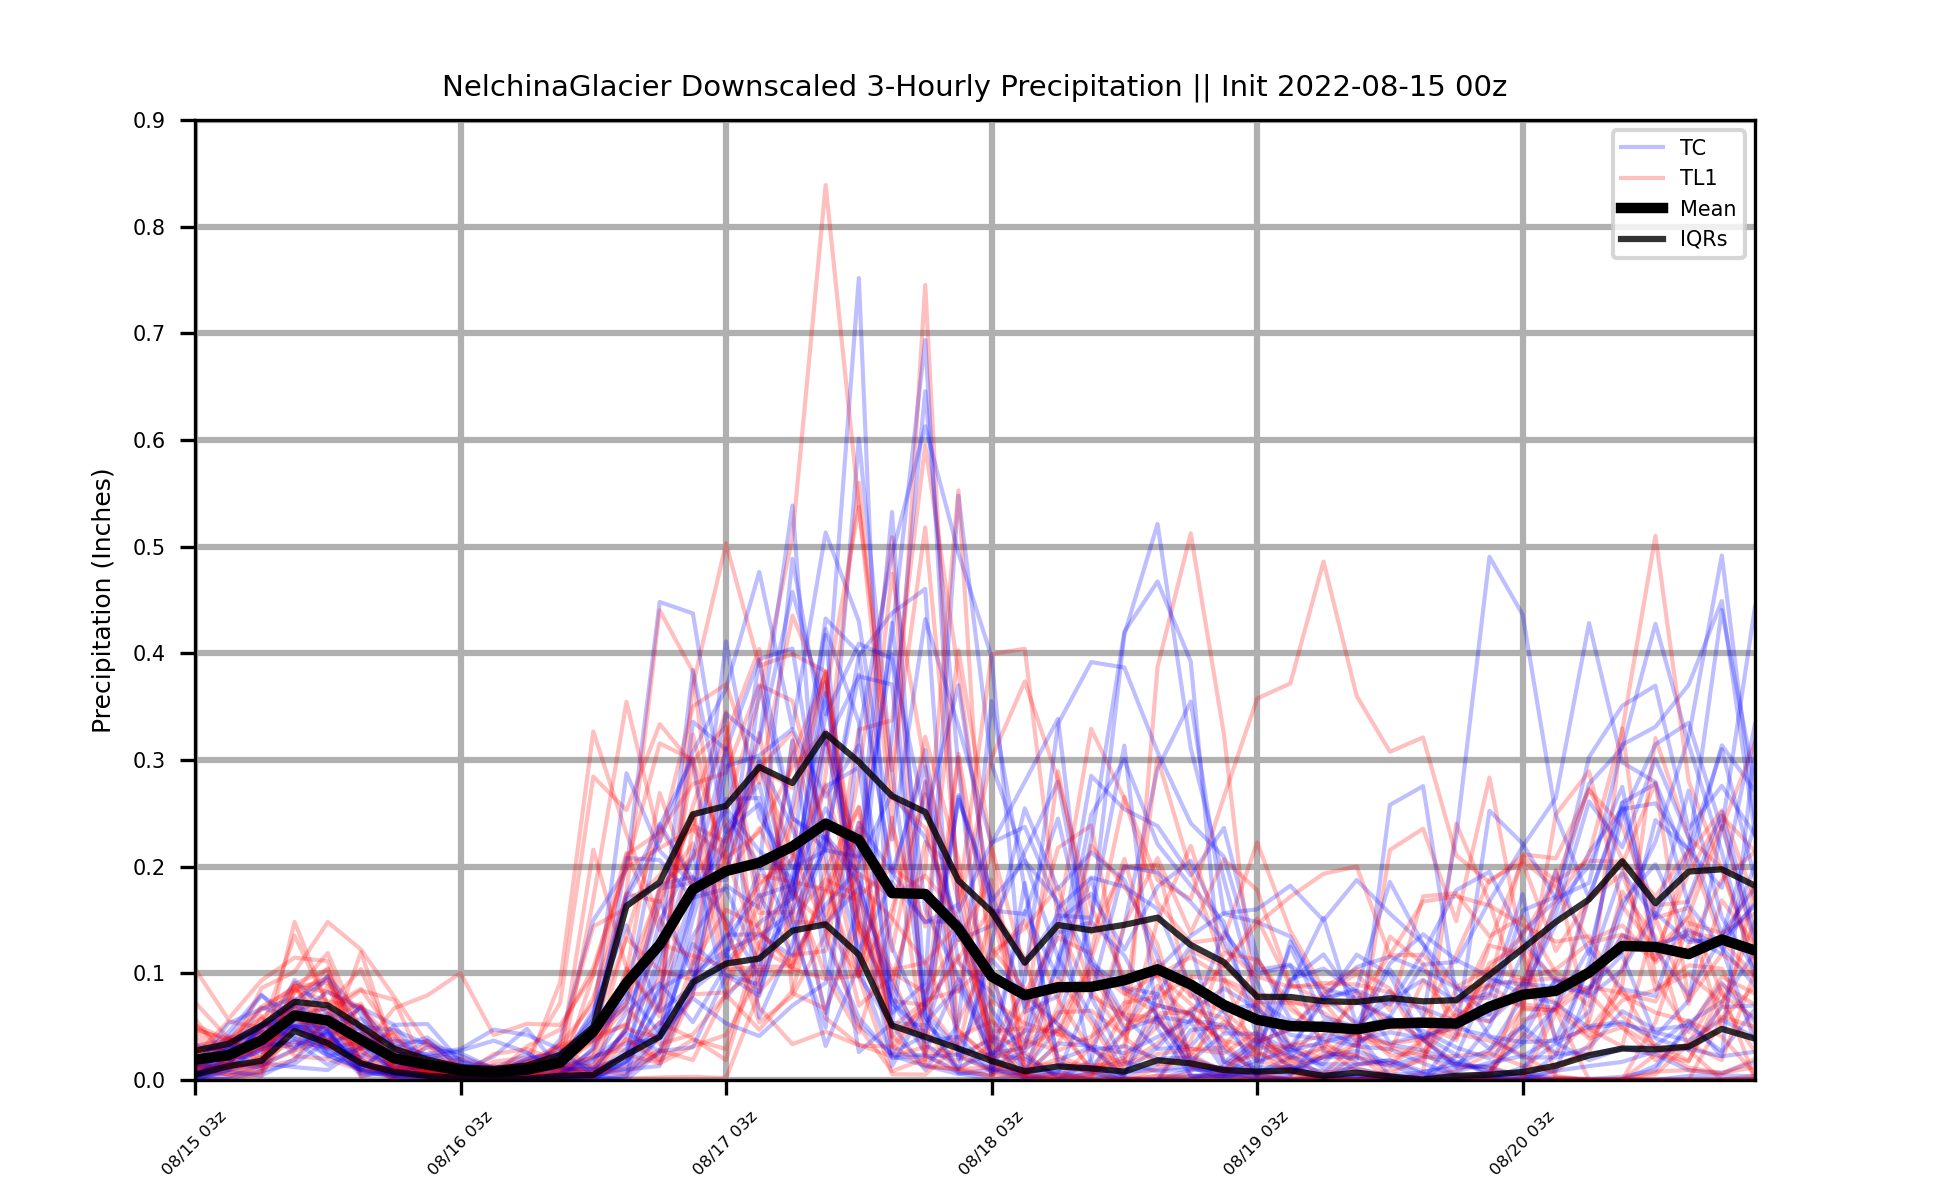 NelchinaGlacier Downscaled 3-Hourly Precipitation || Init 2022-08-15 00z
TC
TL1
Mean
IQRs
Precipitation (Inches)
0.9
0.8
0.7
0.6
0.5
0.4
0.3
0.2
0.1
0.0
08/15 03z
08/16 03z
08/17 03z
08/18 03z
08/19 03z
08/20 03z